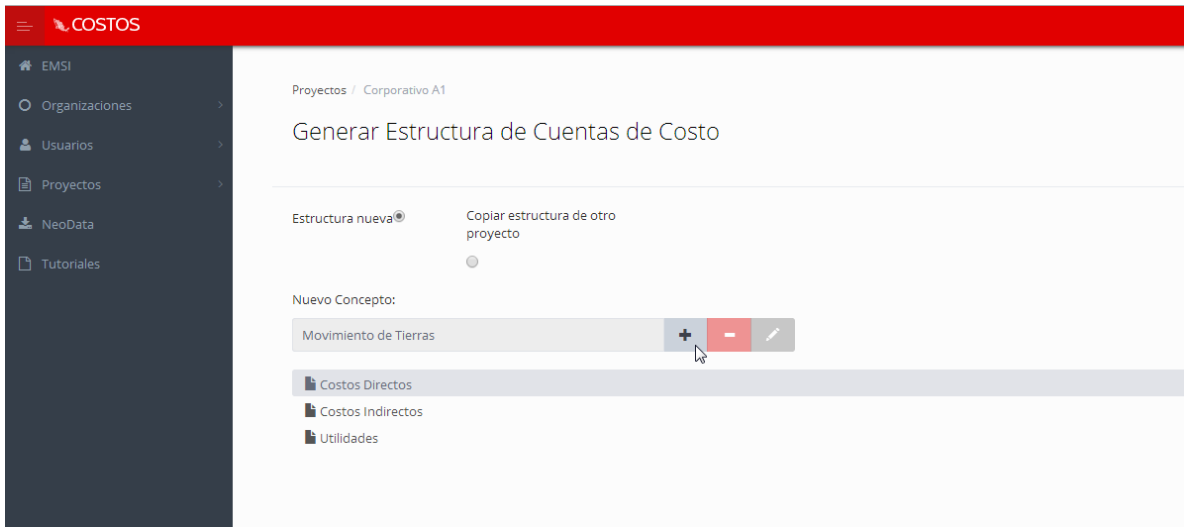 COSTOS
EMSI
Organizaciones
Usuarios
Proyectos
NeoData
Tutoriales
Proyectos / Corporativo A1
Generar Estructura de Cuentas de Costo
Estructura nueva
Copiar estructura de otro
proyecto
Nuevo Concepto:
Movimiento de Tierras
Costos Directos
Costos Indirectos
Utilidades